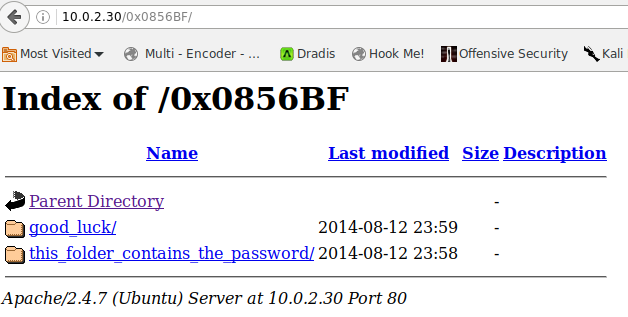 10.0.2.30/0x0856BF/
Most Visited Multi - Encoder - ... Dradis Hook Me! Offensive Security Kali
Index of /0x0856BF
Name Last modified Size Description
Parent Directory -
good_luck/ 2014-08-12 23:59 -
this_folder_contains_the_password/ 2014-08-12 23:58 -
Apache/2.4.7 (Ubuntu) Server at 10.0.2.30 Port 80